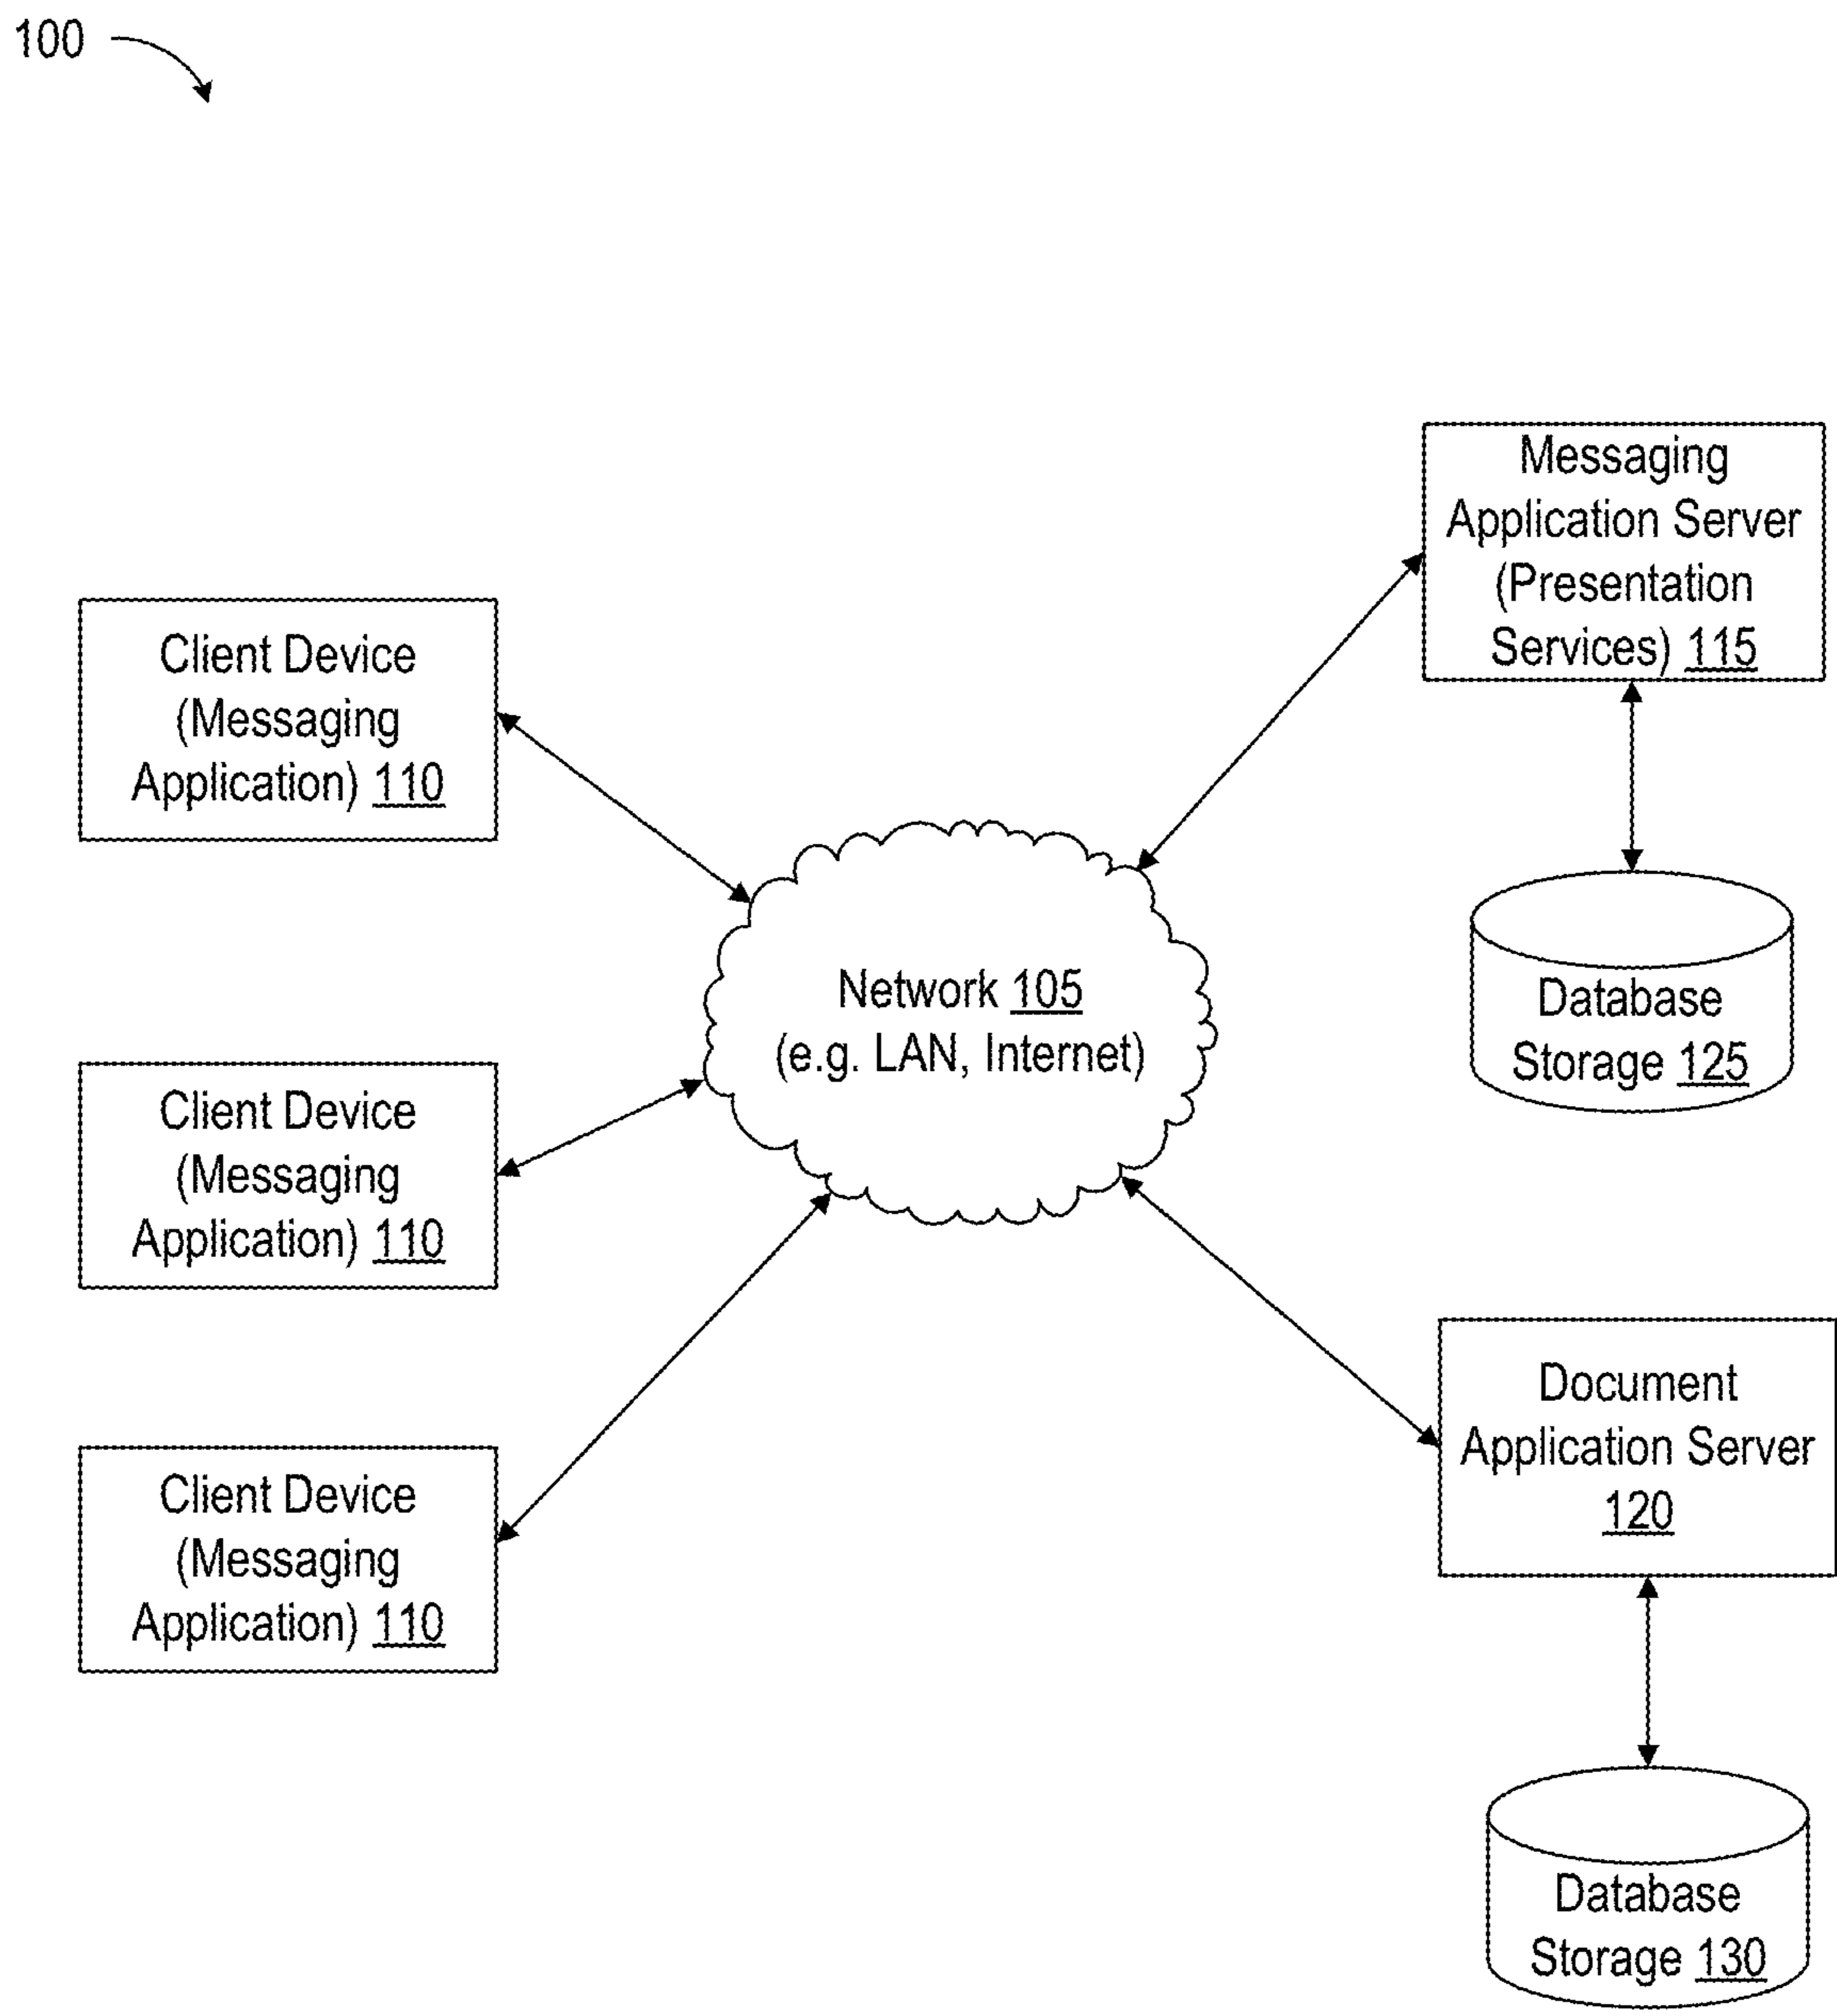 100
Messaging
Application Server
(Presentation
Services) 115
Client Device
(Messaging
Application) 110
Network 105
(e.g. LAN, Internet)
Database
Storage 125
Client Device
(Messaging
Application) 110
Document
Application Server
120
Client Device
(Messaging
Application) 110
Database
Storage 130